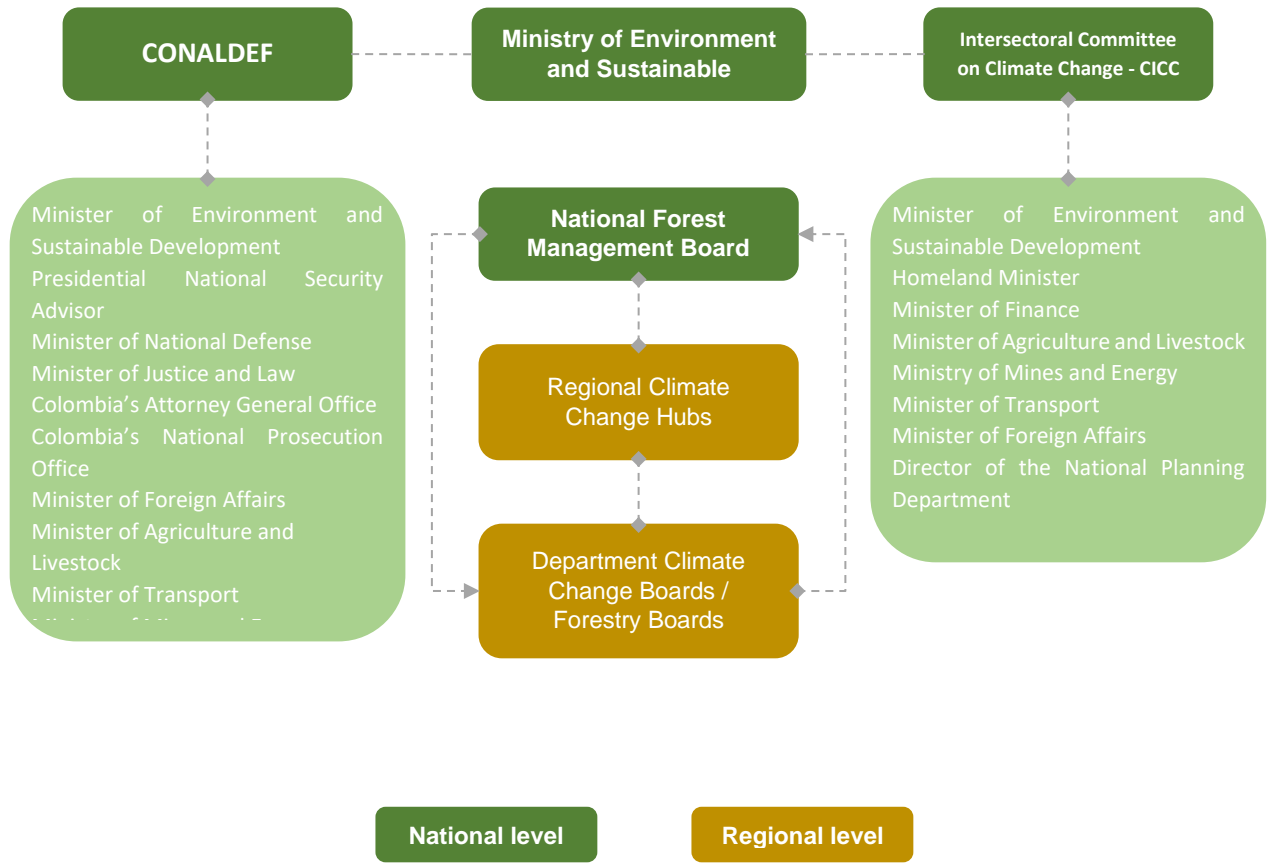 CONALDEF
Ministry of Environment
and Sustainable
Intersectoral Committee
on Climate Change - CICC
Minister of Environment and
Sustainable Development
Presidential National Security
Advisor
Minister of National Defense
Minister of Justice and Law
Colombia’s Attorney General Office
Colombia’s National Prosecution
Office
Minister of Foreign Affairs
Minister of Agriculture and
Livestock
Minister of Transport
National Forest
Management Board
Regional Climate
Change Hubs
Department Climate
Change Boards /
Forestry Boards
Minister of Environment and
Sustainable Development
Homeland Minister
Minister of Finance
Minister of Agriculture and Livestock
Ministry of Mines and Energy
Minister of Transport
Minister of Foreign Affairs
Director of the National Planning
Department
National level
Regional level